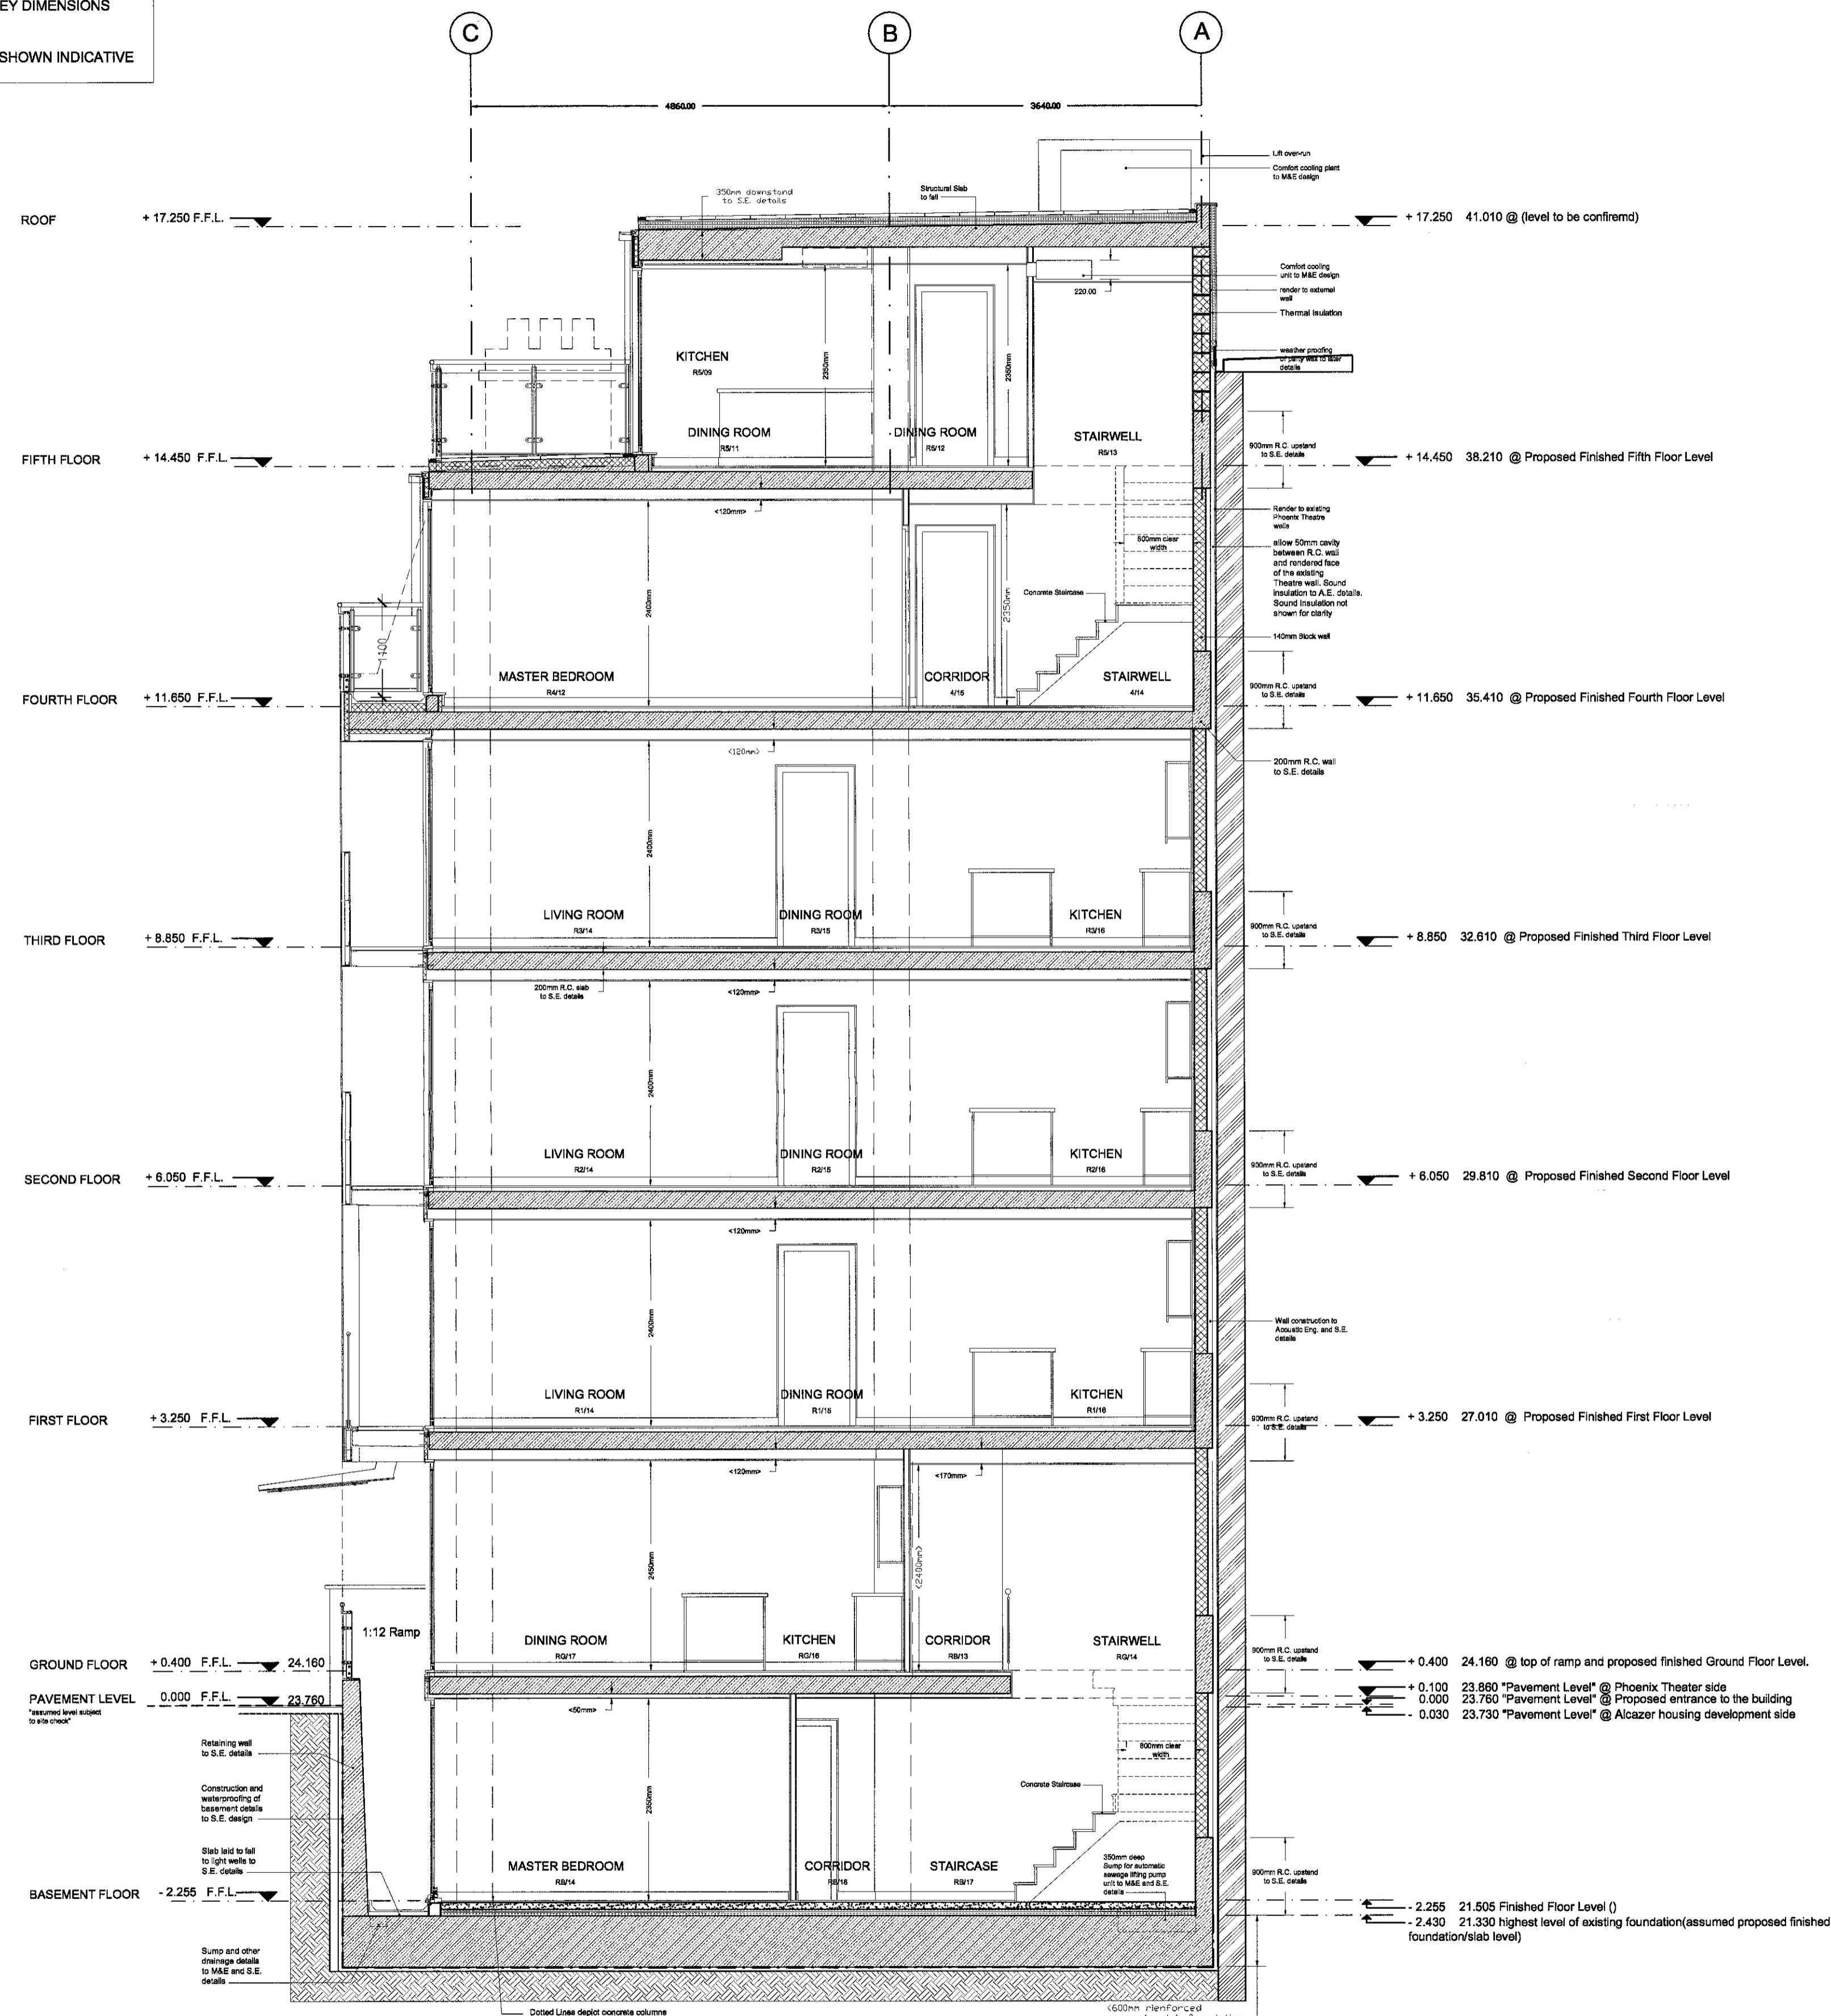 EY DIMENSIONS
SHOWN INDICATIVE
C
B
A
4860.00
3640.00
Lift over-run
Comfort cooling plant
to M&E design
350mm downstand
to S.E. details
Structural Slab
to fall
ROOF
+ 17.250 F.F.L.
+ 17.250 41.010 @ (level to be confiremd)
Comfort cooling
unit to M&E design
220.00
render to external
wall
Thermal Isulation
weather proofing
of party wall to later
details
KITCHEN
R5/09
2350mm
2350mm
DINING ROOM
R5/11
DINING ROOM
R5/12
STAIRWELL
R5/13
900mm R.C. upstand
to S.E. details
FIFTH FLOOR
+ 14.450 F.F.L.
+ 14.450 38.210 @ Proposed Finished Fifth Floor Level
<120mm>
Render to existing
Phoenix Theatre
walls
800mm clear
width
allow 50mm cavity
between R.C. wall
and rendered face
of the existing
Theatre wall. Sound
insulation to A.E. details.
Sound Insulation not
shown for clarity
Concrete Staircase
2400mm
2350mm
1100
140mm Block wall
MASTER BEDROOM
R4/12
CORRIDOR
4/15
STAIRWELL
4/14
900mm R.C. upstand
to S.E. details
FOURTH FLOOR
+ 11.650 F.F.L.
+ 11.650 35.410 @ Proposed Finished Fourth Floor Level
<120mm>
200mm R.C. wall
to S.E. details
2400mm
LIVING ROOM
R3/14
DINING ROOM
R3/15
KITCHEN
R3/16
900mm R.C. upstand
to S.E. details
THIRD FLOOR
+ 8.850 F.F.L.
+ 8.850 32.610 @ Proposed Finished Third Floor Level
200mm R.C. slab
to S.E. details
<120mm>
2400mm
LIVING ROOM
R2/14
DINING ROOM
R2/15
KITCHEN
R2/16
900mm R.C. upstand
to S.E. details
SECOND FLOOR
+ 6.050 F.F.L.
+ 6.050 29.810 @ Proposed Finished Second Floor Level
<120mm>
2400mm
Wall construction to
Acoustic Eng. and S.E.
details
LIVING ROOM
R1/14
DINING ROOM
R1/15
KITCHEN
R1/16
900mm R.C. upstand
to S.E. details
FIRST FLOOR
+ 3.250 F.F.L.
+ 3.250 27.010 @ Proposed Finished First Floor Level
<120mm>
<170mm>
2450mm
<2400mm>
1:12 Ramp
DINING ROOM
RG/17
KITCHEN
RG/16
CORRIDOR
RB/13
STAIRWELL
RG/14
900mm R.C. upstand
to S.E. details
GROUND FLOOR
+ 0.400 F.F.L.
24.160
+ 0.400 24.160 @ top of ramp and proposed finished Ground Floor Level.
+ 0.100 23.860 "Pavement Level" @ Phoenix Theater side
PAVEMENT LEVEL
0.000 F.F.L.
23.760
0.000 23.760 "Pavement Level" @ Proposed entrance to the building
- 0.030 23.730 "Pavement Level" @ Alcazer housing development side
"assumed level subject
to site check"
<50mm>
Retaining wall
to S.E. details
800mm clear
width
Construction and
waterproofing of
basement details
to S.E. design
2350mm
Concrete Staircase
Slab laid to fall
to light wells to
S.E. details
MASTER BEDROOM
RB/14
CORRIDOR
RB/16
STAIRCASE
RB/17
350mm deep
Sump for automatic
sewage lifting pump
unit to M&E and S.E.
details
900mm R.C. upstand
to S.E. details
BASEMENT FLOOR
- 2.255 F.F.L.
- 2.255 21.505 Finished Floor Level ()
- 2.430 21.330 highest level of existing foundation(assumed proposed finished
foundation/slab level)
Sump and other
drainage details
to M&E and S.E.
details
Dotted Lines depict concrete columns
<600mm rienforced